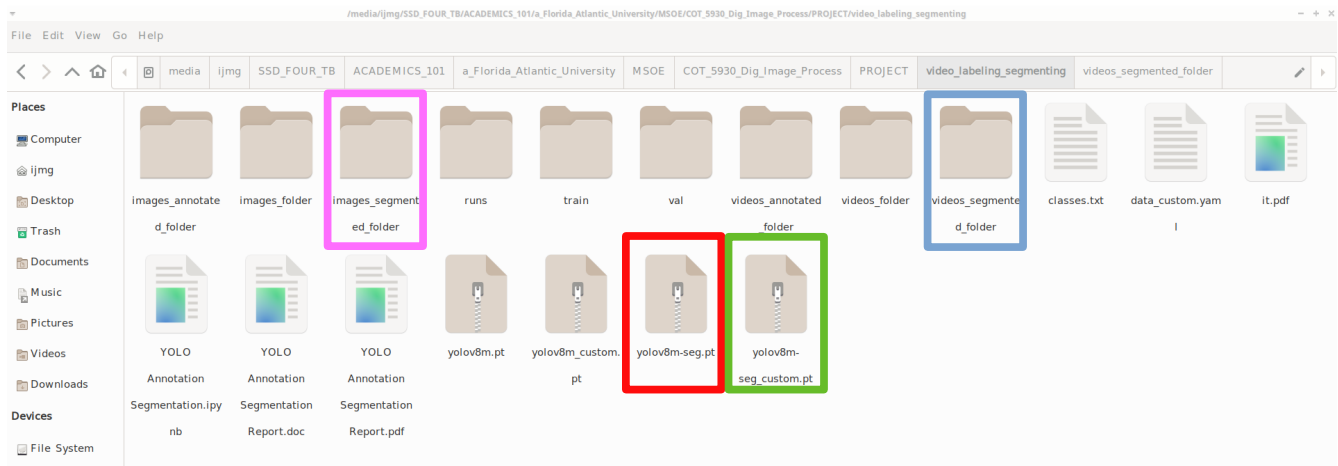 /media/ijmg/SSD_FOUR_TB/ACADEMICS_101/a_Florida_Atlantic_University/MSOE/COT_5930_Dig_Image_Process/PROJECT/video_labeling_segmenting
File Edit View Go Help
media ijmg SSD_FOUR_TB ACADEMICS_101 a_Florida_Atlantic_University MSOE COT_5930_Dig_Image_Process PROJECT video_labeling_segmenting videos_segmented_folder
Places
Computer
ijmg
Desktop
Trash
Documents
Music
Pictures
Videos
Downloads
Devices
File System
images_annotate
d_folder
images_folder
images_segment
ed_folder
runs
train
val
videos_annotated
_folder
videos_folder
videos_segmente
d_folder
classes.txt
data_custom.yam
l
it.pdf
YOLO
Annotation
Segmentation.ipy
nb
YOLO
Annotation
Segmentation
Report.doc
YOLO
Annotation
Segmentation
Report.pdf
yolov8m.pt
yolov8m_custom.
pt
yolov8m-seg.pt
yolov8m-
seg_custom.pt